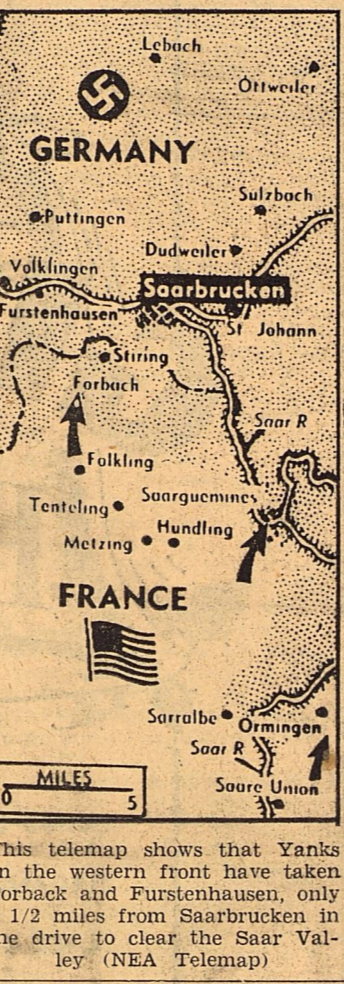 Lebach
Ottweiler
GERMANY
Sulzbach
Puttingen
Dudweiler
Volklingen
Saarbrucken
Furstenhausen
St Johann
Stiring
Forbach
Saar R
Folkling
Saarguemines
Tenteling
Hundling
Metzing
FRANCE
Sarralbe
Ormingen
Saar R
MILES
0 5
Saare Union
his telemap shows that Yanks
n the western front have taken
orback and Furstenhausen, only
1/2 miles from Saarbrucken in
he drive to clear the Saar Val-
ley (NEA Telemap)